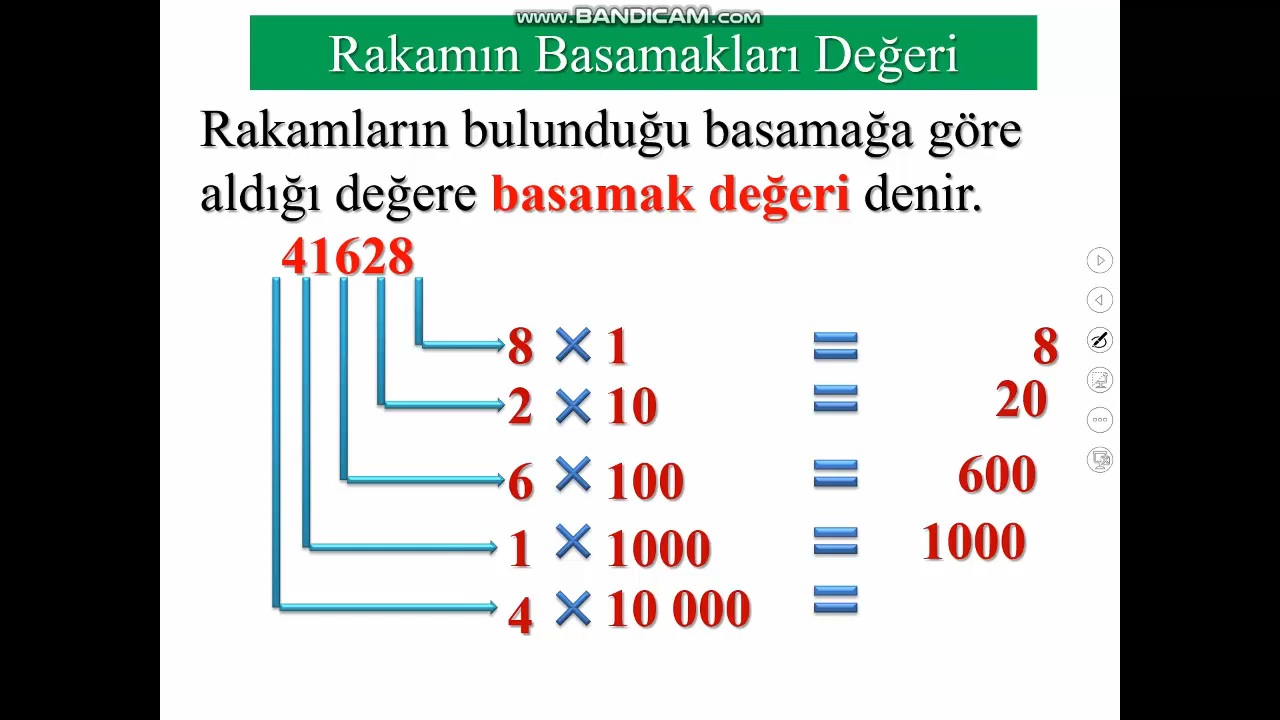 www.BANDICAM.com
Rakamın Basamakları Değeri
Rakamların bulunduğu basamağa göre
aldığı değere basamak değeri denir.
41628
8 × 1 = 8
2 × 10 = 20
6 × 100 = 600
1 × 1000 = 1000
4 × 10 000 =